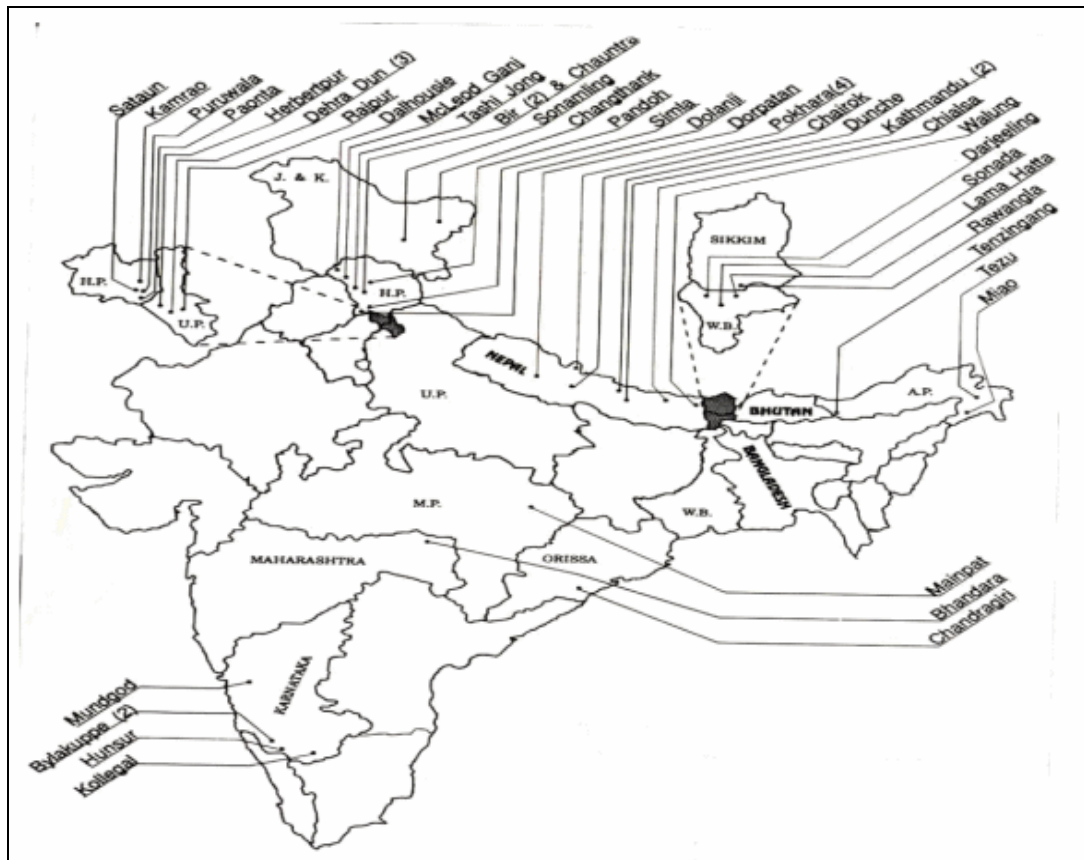 Sataun
Kamrao
Puruwala
Paonta
Herbertpur
Dehra Dun (3)
Raipur
Dalhousie
McLeod Ganj
Tashi Jong
Bir (2) & Chauntra
Sonamling
Changthank
Pandoh
Simla
Dolanji
Dorpatan
Pokhara(4)
Chairok
Dunche
Kathmandu (2)
Chialsa
Walung
Darjeeling
Sonada
Lama Hatta
Rawangla
Tenzingang
Tezu
Miao
J. & K.
SIKKIM
H.P.
H.P.
U.P.
W.B.
NEPAL
U.P.
BHUTAN
A.P.
BANGLADESH
M.P.
W.B.
MAHARASHTRA
ORISSA
Mainpat
Bhandara
Chandragiri
KARNATAKA
Mundgod
Bylakuppe (2)
Hunsur
Kollegal